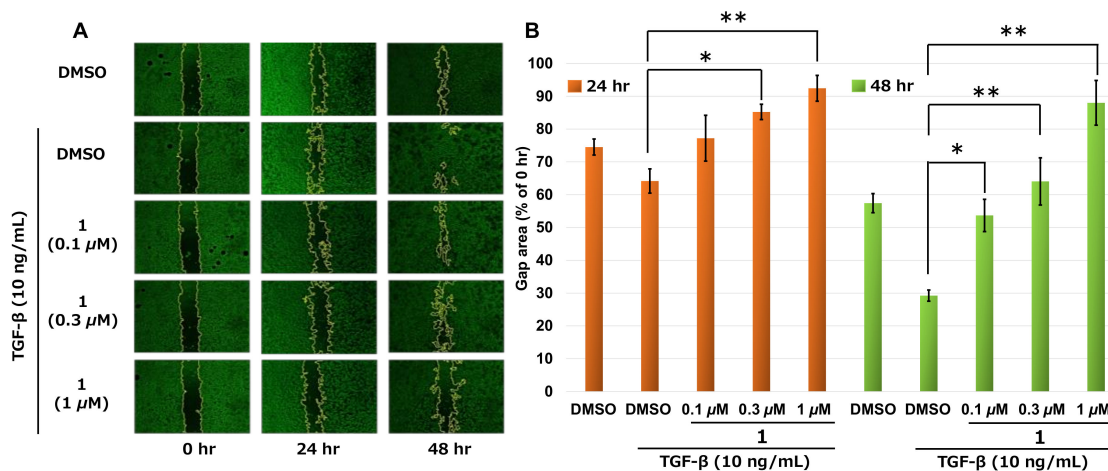 A
DMSO
DMSO
1
(0.1 µM)
1
(0.3 µM)
1
(1 µM)
TGF-β (10 ng/mL)
0 hr 24 hr 48 hr
B
** 
*
**
**
*
24 hr
48 hr
Gap area (% of 0 hr)
100
90
80
70
60
50
40
30
20
10
0
DMSO DMSO 0.1 µM 0.3 µM 1 µM DMSO DMSO 0.1 µM 0.3 µM 1 µM
1 1
TGF-β (10 ng/mL) TGF-β (10 ng/mL)